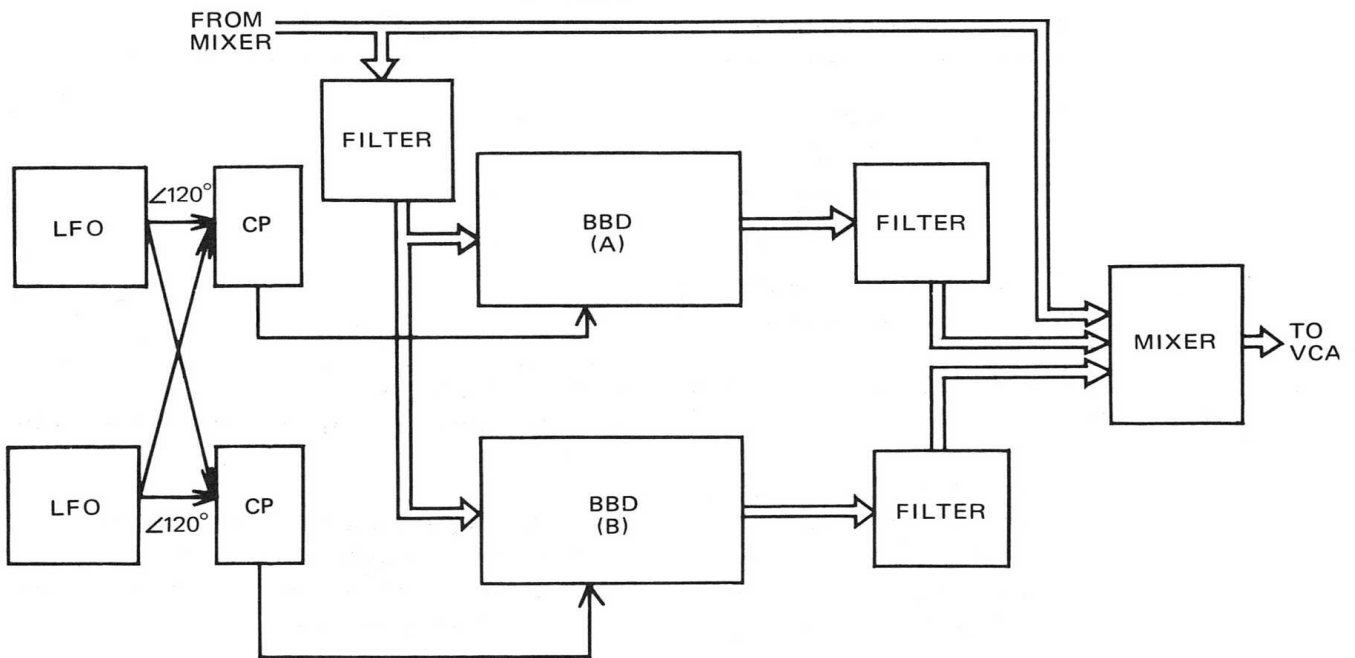 FROM
MIXER
FILTER
LFO
∠120°
CP
BBD
(A)
FILTER
MIXER
TO
VCA
LFO
∠120°
CP
BBD
(B)
FILTER